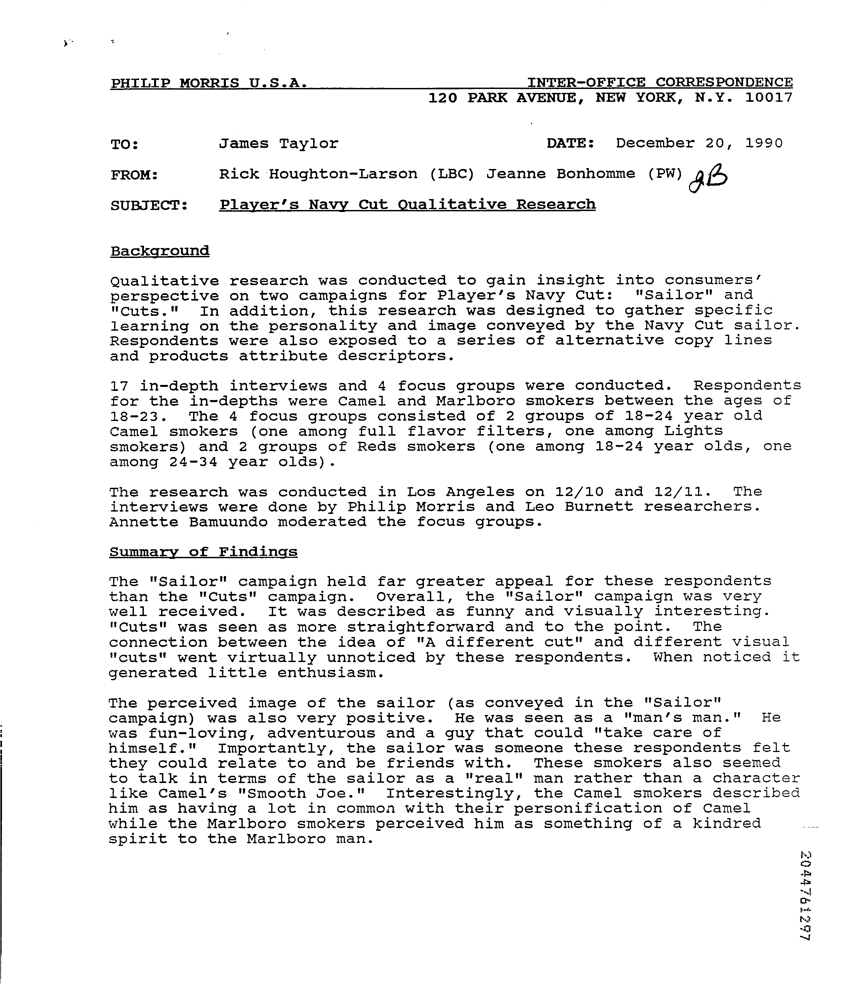 PHILIP MORRIS U.S.A. INTER-OFFICE CORRESPONDENCE
120 PARK AVENUE, NEW YORK, N.Y. 10017
TO: James Taylor DATE: December 20, 1990
FROM: Rick Houghton-Larson (LBC) Jeanne Bonhomme (PW) JB
SUBJECT: Player's Navy Cut Qualitative Research
Background
Qualitative research was conducted to gain insight into consumers'
perspective on two campaigns for Player's Navy Cut: "Sailor" and
"Cuts." In addition, this research was designed to gather specific
learning on the personality and image conveyed by the Navy Cut sailor.
Respondents were also exposed to a series of alternative copy lines
and products attribute descriptors.
17 in-depth interviews and 4 focus groups were conducted. Respondents
for the in-depths were Camel and Marlboro smokers between the ages of
18-23. The 4 focus groups consisted of 2 groups of 18-24 year old
Camel smokers (one among full flavor filters, one among Lights
smokers) and 2 groups of Reds smokers (one among 18-24 year olds, one
among 24-34 year olds).
The research was conducted in Los Angeles on 12/10 and 12/11. The
interviews were done by Philip Morris and Leo Burnett researchers.
Annette Bamuundo moderated the focus groups.
Summary of Findings
The "Sailor" campaign held far greater appeal for these respondents
than the "Cuts" campaign. Overall, the "Sailor" campaign was very
well received. It was described as funny and visually interesting.
"Cuts" was seen as more straightforward and to the point. The
connection between the idea of "A different cut" and different visual
"cuts" went virtually unnoticed by these respondents. When noticed it
generated little enthusiasm.
The perceived image of the sailor (as conveyed in the "Sailor"
campaign) was also very positive. He was seen as a "man's man." He
was fun-loving, adventurous and a guy that could "take care of
himself." Importantly, the sailor was someone these respondents felt
they could relate to and be friends with. These smokers also seemed
to talk in terms of the sailor as a "real" man rather than a character
like Camel's "Smooth Joe." Interestingly, the Camel smokers described
him as having a lot in common with their personification of Camel
while the Marlboro smokers perceived him as something of a kindred
spirit to the Marlboro man.
2044761297